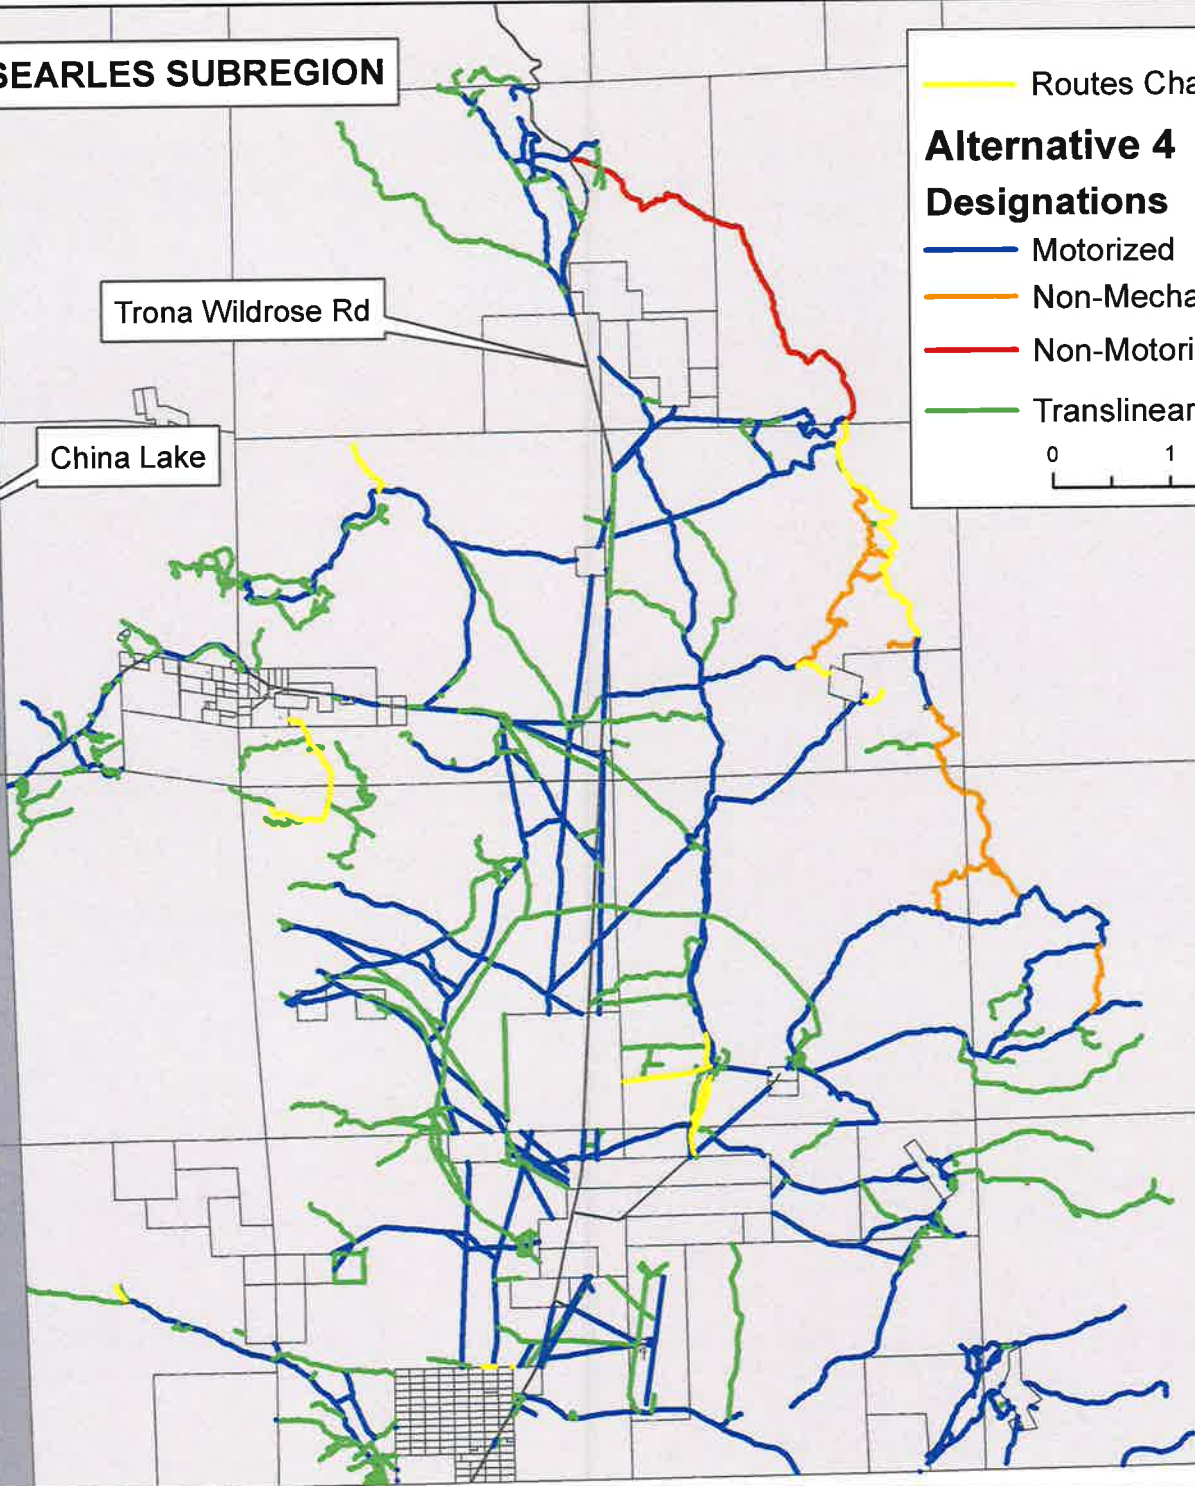 SEARLES SUBREGION
Routes Cha
Alternative 4
Designations
Motorized
Non-Mecha
Non-Motori
Translinear
0 1
Trona Wildrose Rd
China Lake